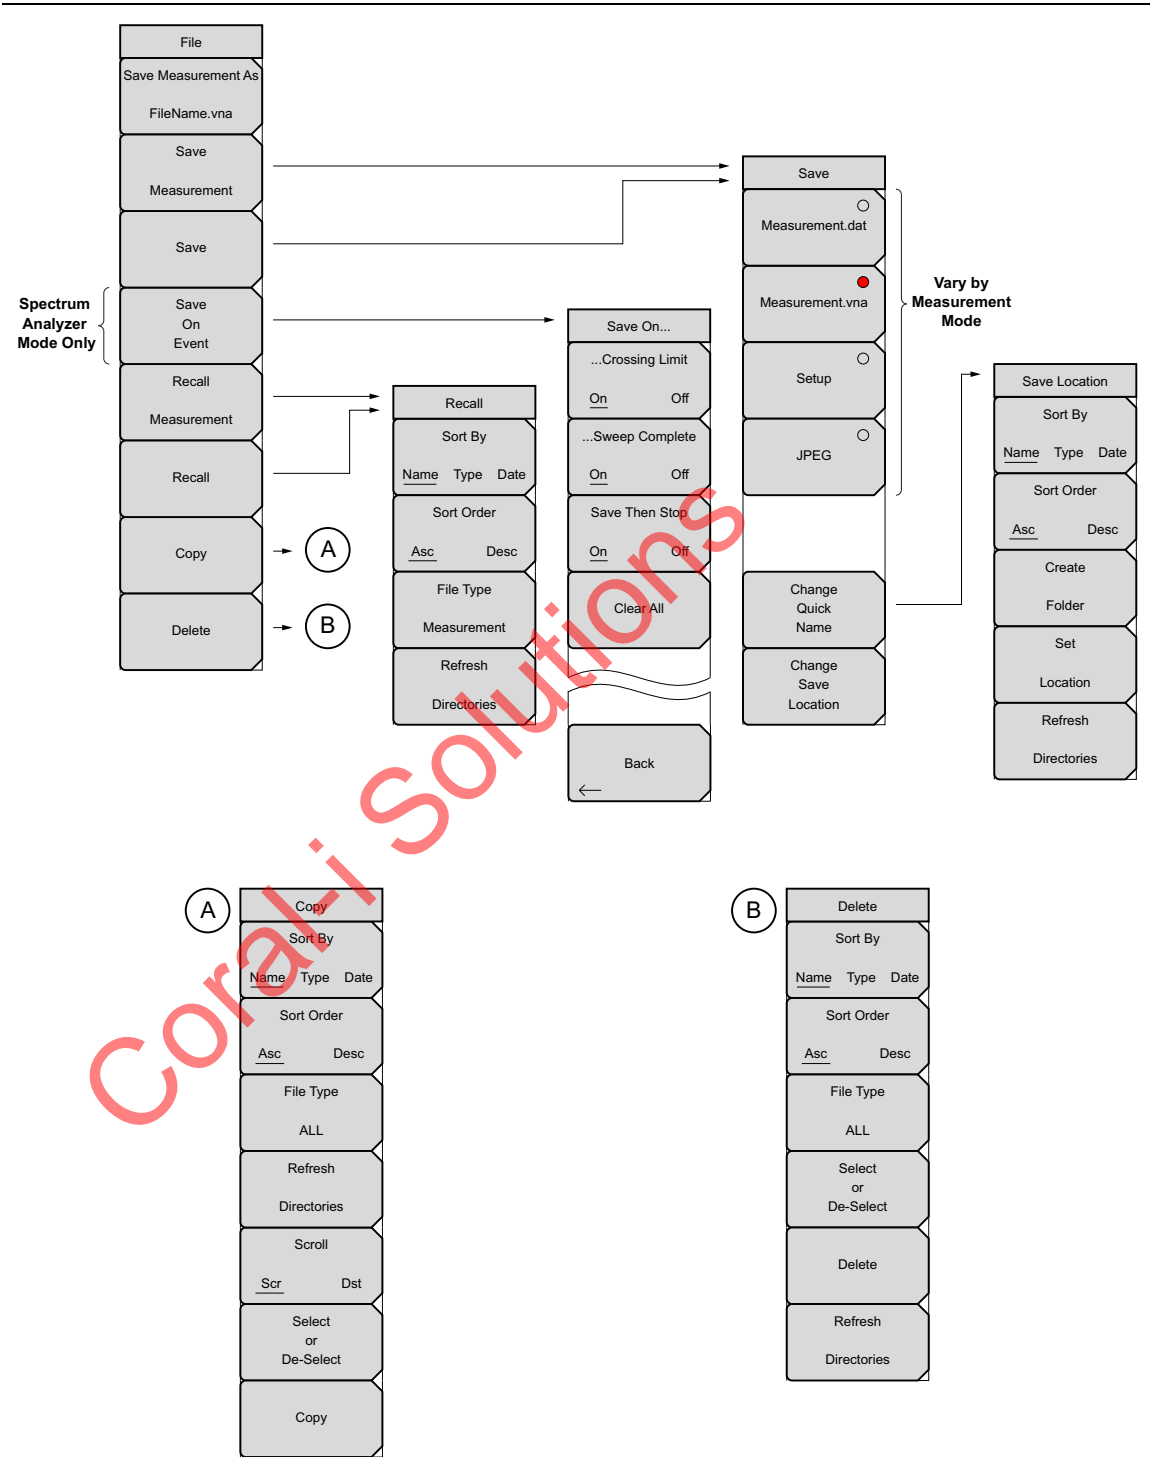 File
Save Measurement As
FileName.vna
Save
Measurement
Save
Spectrum
Analyzer
Mode Only
Save
On
Event
Recall
Measurement
Recall
Copy
A
Delete
B
Recall
Sort By
Name Type Date
Sort Order
Asc Desc
File Type
Measurement
Refresh
Directories
Save On...
...Crossing Limit
On Off
...Sweep Complete
On Off
Save Then Stop
On Off
Clear All
Back
Save
Measurement.dat
Measurement.vna
Setup
JPEG
Vary by
Measurement
Mode
Change
Quick
Name
Change
Save
Location
Save Location
Sort By
Name Type Date
Sort Order
Asc Desc
Create
Folder
Set
Location
Refresh
Directories
A
Copy
Sort By
Name Type Date
Sort Order
Asc Desc
File Type
ALL
Refresh
Directories
Scroll
Scr Dst
Select
or
De-Select
Copy
B
Delete
Sort By
Name Type Date
Sort Order
Asc Desc
File Type
ALL
Select
or
De-Select
Delete
Refresh
Directories
Coral-i Solutions